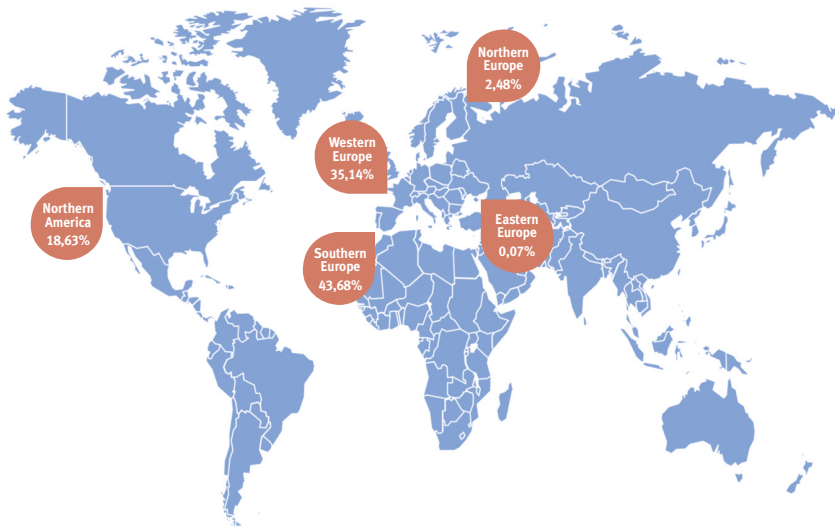 Northern
Europe
2,48%
Western
Europe
35,14%
Northern
America
18,63%
Eastern
Europe
0,07%
Southern
Europe
43,68%